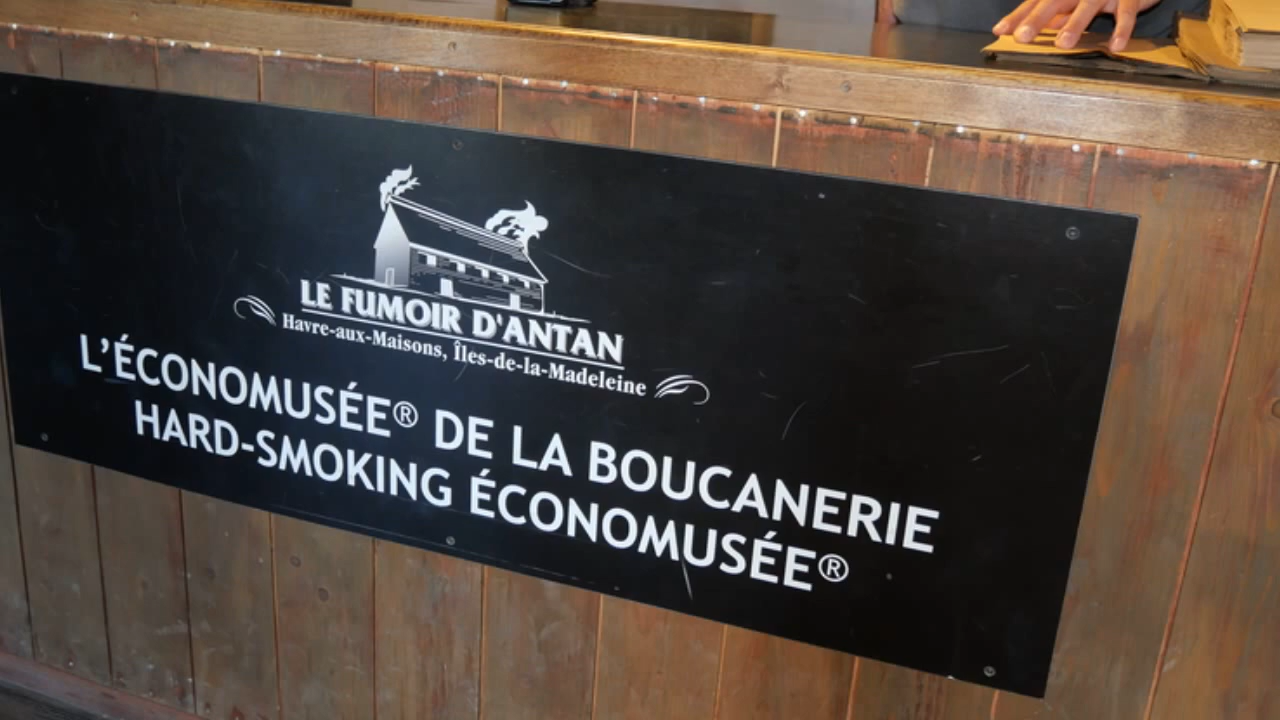 LE FUMOIR D'ANTAN
Havre-aux-Maisons, Îles-de-la-Madeleine
L'ÉCONOMUSÉE® DE LA BOUCANERIE
HARD-SMOKING ÉCONOMUSÉE®